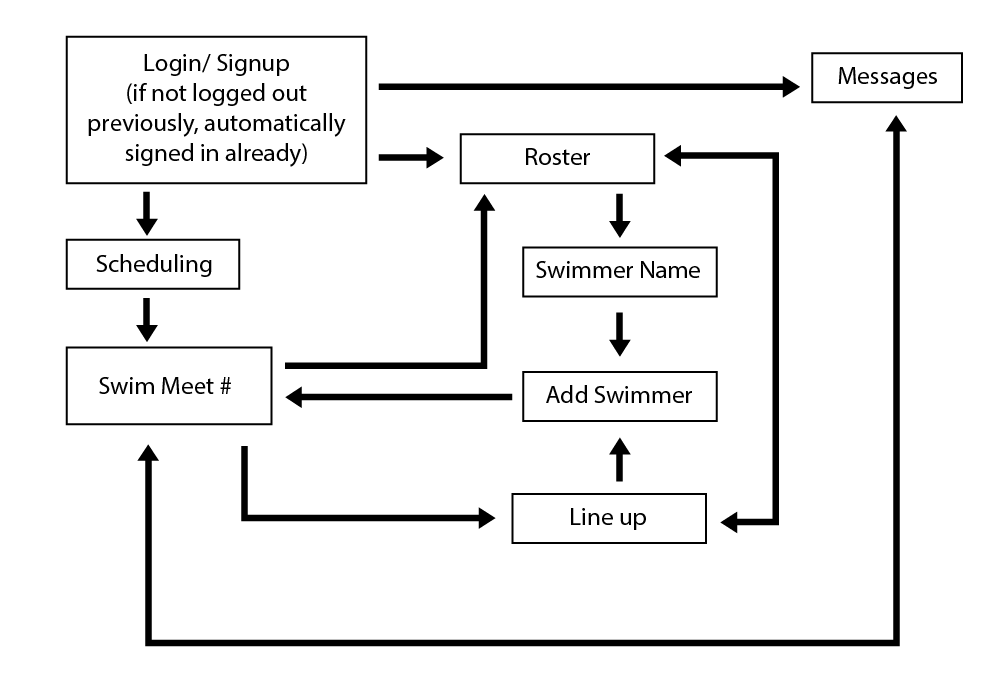 Login/ Signup
(if not logged out
previously, automatically
signed in already)
Messages
Roster
Scheduling
Swimmer Name
Swim Meet #
Add Swimmer
Line up